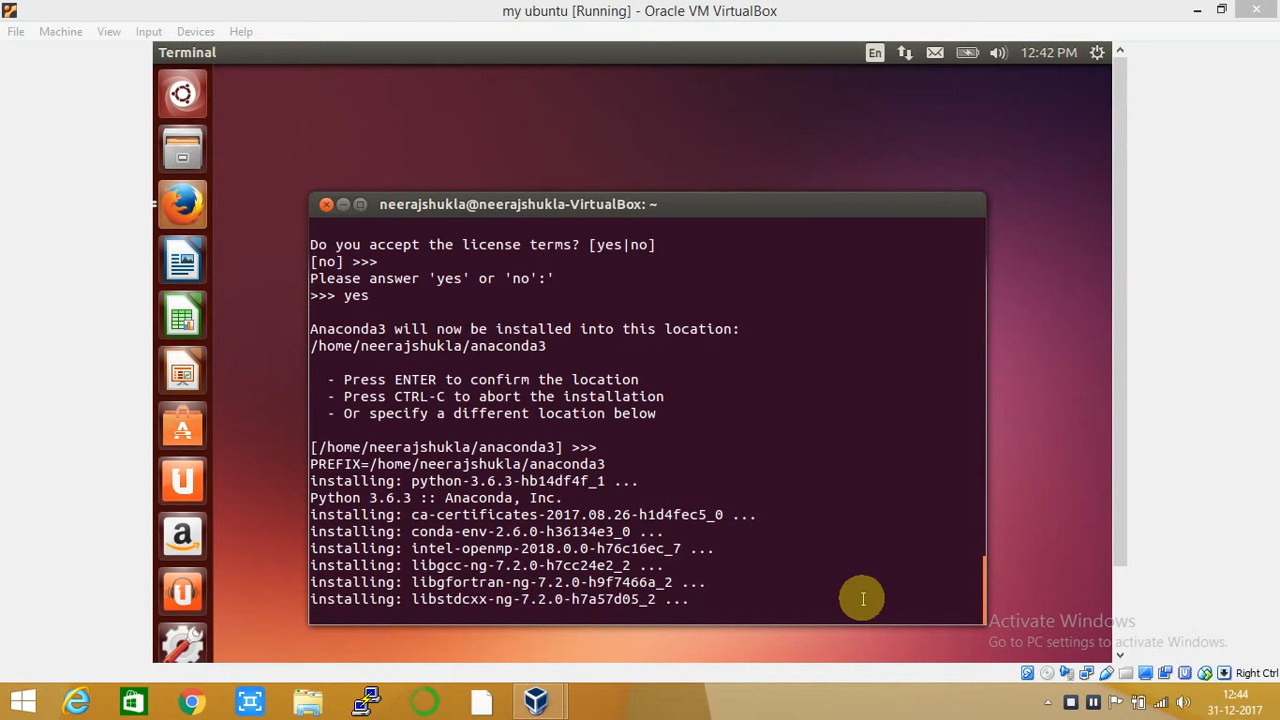 my ubuntu [Running] - Oracle VM VirtualBox
File Machine View Input Devices Help
Terminal
En
12:42 PM
neerajshukla@neerajshukla-VirtualBox: ~
Do you accept the license terms? [yes|no]
[no] >>>
Please answer 'yes' or 'no':'
>>> yes
Anaconda3 will now be installed into this location:
/home/neerajshukla/anaconda3
- Press ENTER to confirm the location
- Press CTRL-C to abort the installation
- Or specify a different location below
[/home/neerajshukla/anaconda3] >>>
PREFIX=/home/neerajshukla/anaconda3
installing: python-3.6.3-hb14df4f_1 ...
Python 3.6.3 :: Anaconda, Inc.
installing: ca-certificates-2017.08.26-h1d4fec5_0 ...
installing: conda-env-2.6.0-h36134e3_0 ...
installing: intel-openmp-2018.0.0-h76c16ec_7 ...
installing: libgcc-ng-7.2.0-h7cc24e2_2 ...
installing: libgfortran-ng-7.2.0-h9f7466a_2 ...
installing: libstdcxx-ng-7.2.0-h7a57d05_2 ...
Activate Windows
Go to PC settings to activate Windows.
Right Ctrl
12:44
31-12-2017